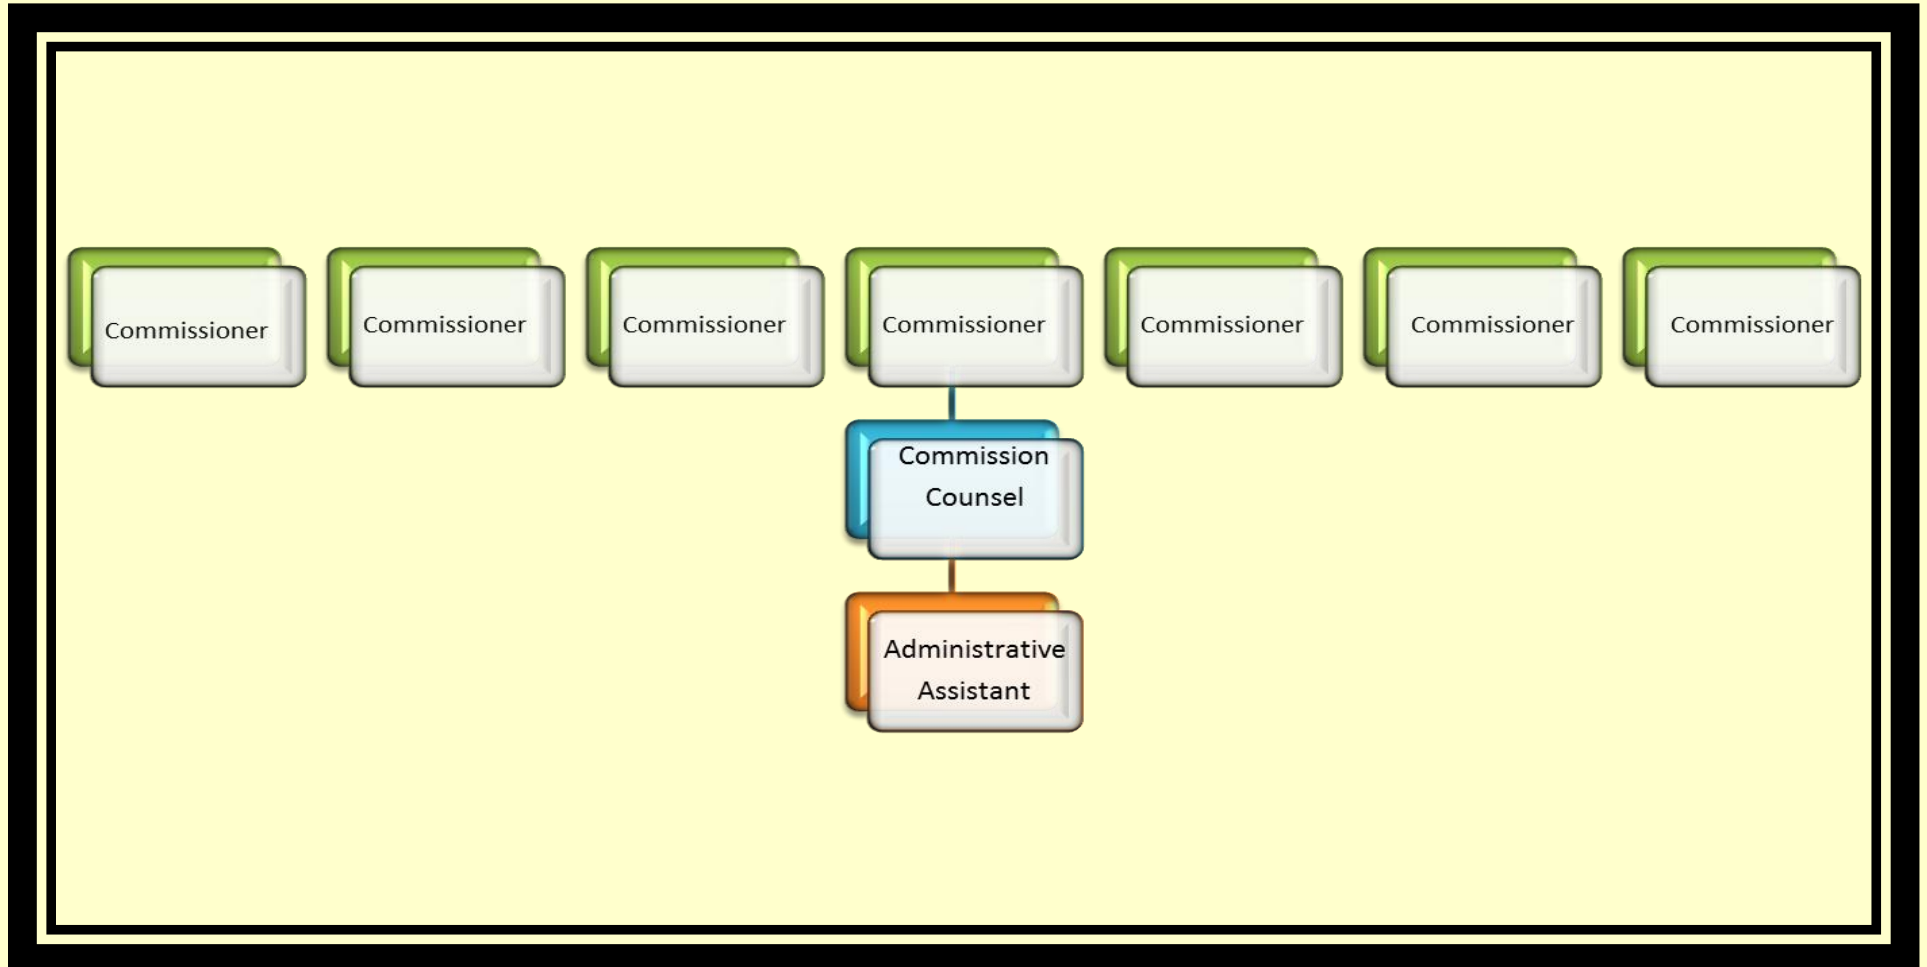 Commissioner
Commissioner
Commissioner
Commissioner
Commissioner
Commissioner
Commissioner
Commission
Counsel
Administrative
Assistant